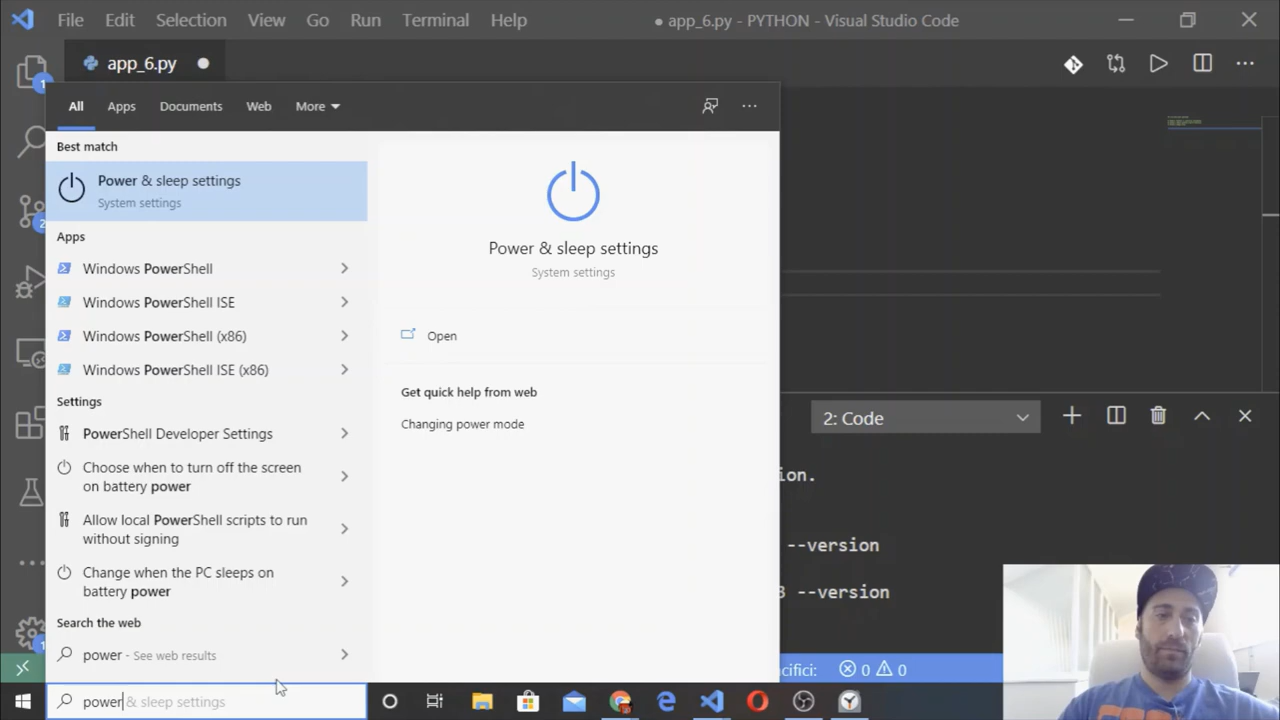 File Edit Selection View Go Run Terminal Help ● app_6.py - PYTHON - Visual Studio Code
app_6.py
1
All Apps Documents Web More
Best match
Power & sleep settings
System settings
Apps
Windows PowerShell
Windows PowerShell ISE
Windows PowerShell (x86)
Windows PowerShell ISE (x86)
Settings
PowerShell Developer Settings
Choose when to turn off the screen
on battery power
Allow local PowerShell scripts to run
without signing
Change when the PC sleeps on
battery power
Search the web
power - See web results
power & sleep settings
Power & sleep settings
System settings
Open
Get quick help from web
Changing power mode
2
1
2: Code
ion.
--version
3 --version
pecifici: 0 0